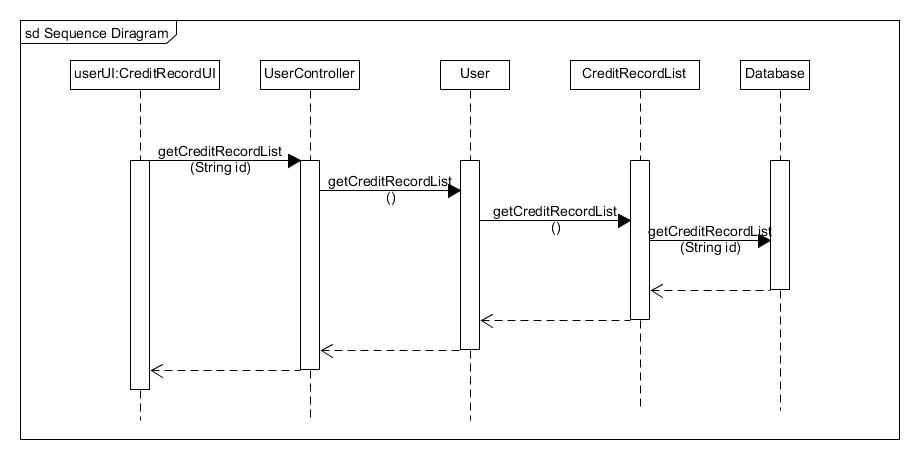 sd Sequence Diragram
userUI:CreditRecordUI
UserController
User
CreditRecordList
Database
getCreditRecordList
(String id)
getCreditRecordList
()
getCreditRecordList
()
getCreditRecordList
(String id)